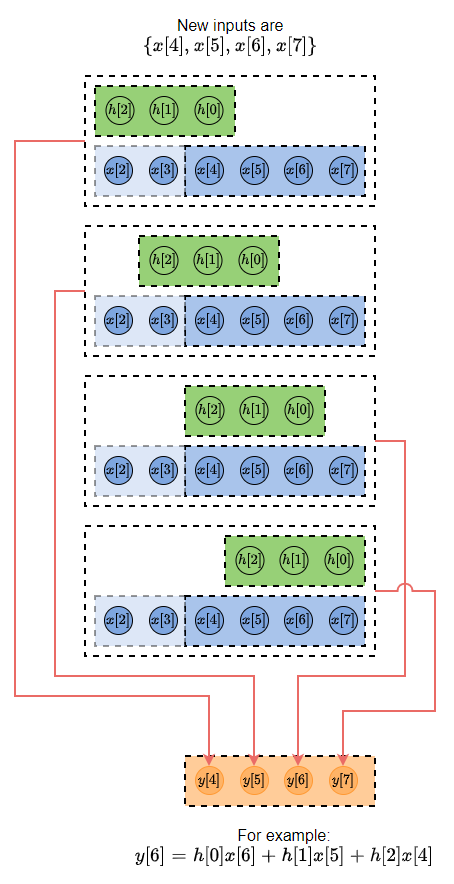 New inputs are
{x[4], x[5], x[6], x[7]}
h[2] h[1] h[0]
x[2] x[3] x[4] x[5] x[6] x[7]
h[2] h[1] h[0]
x[2] x[3] x[4] x[5] x[6] x[7]
h[2] h[1] h[0]
x[2] x[3] x[4] x[5] x[6] x[7]
h[2] h[1] h[0]
x[2] x[3] x[4] x[5] x[6] x[7]
y[4] y[5] y[6] y[7]
For example:
y[6] = h[0]x[6] + h[1]x[5] + h[2]x[4]